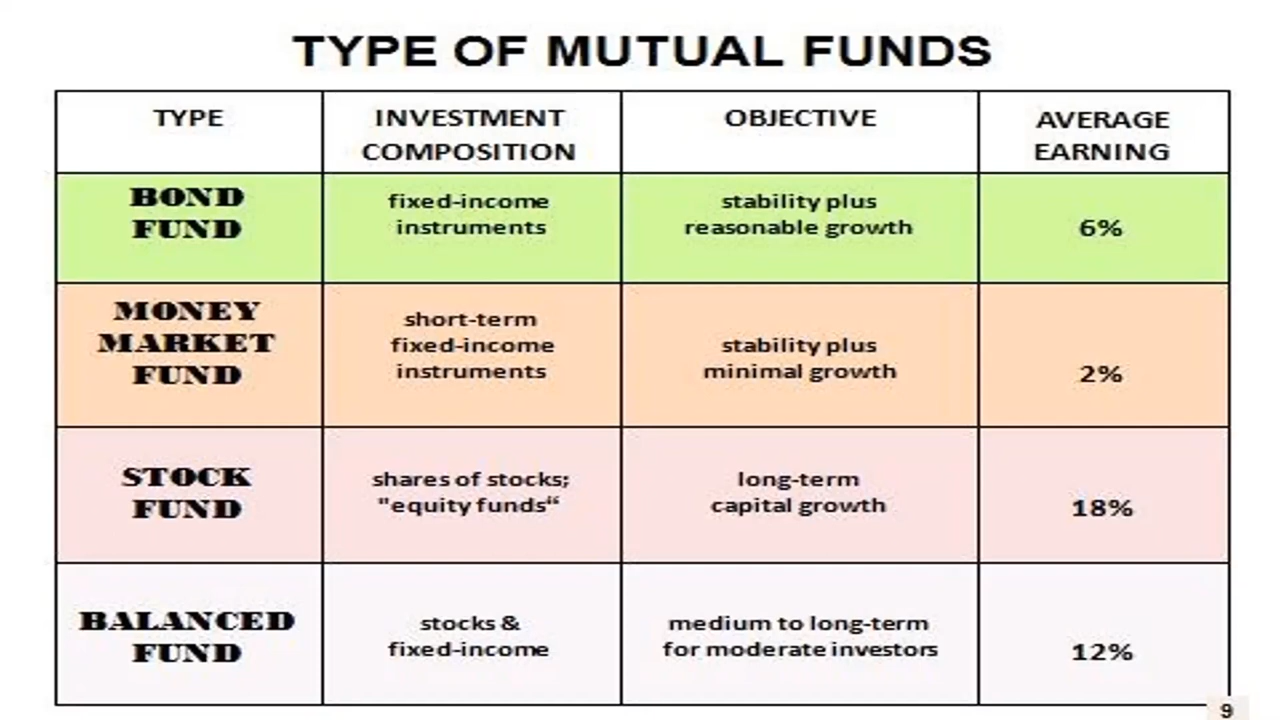 TYPE OF MUTUAL FUNDS
TYPE
INVESTMENT
COMPOSITION
OBJECTIVE
AVERAGE
EARNING
BOND
FUND
fixed-income
instruments
stability plus
reasonable growth
6%
MONEY
MARKET
FUND
short-term
fixed-income
instruments
stability plus
minimal growth
2%
STOCK
FUND
shares of stocks;
"equity funds“
long-term
capital growth
18%
BALANCED
FUND
stocks &
fixed-income
medium to long-term
for moderate investors
12%
9